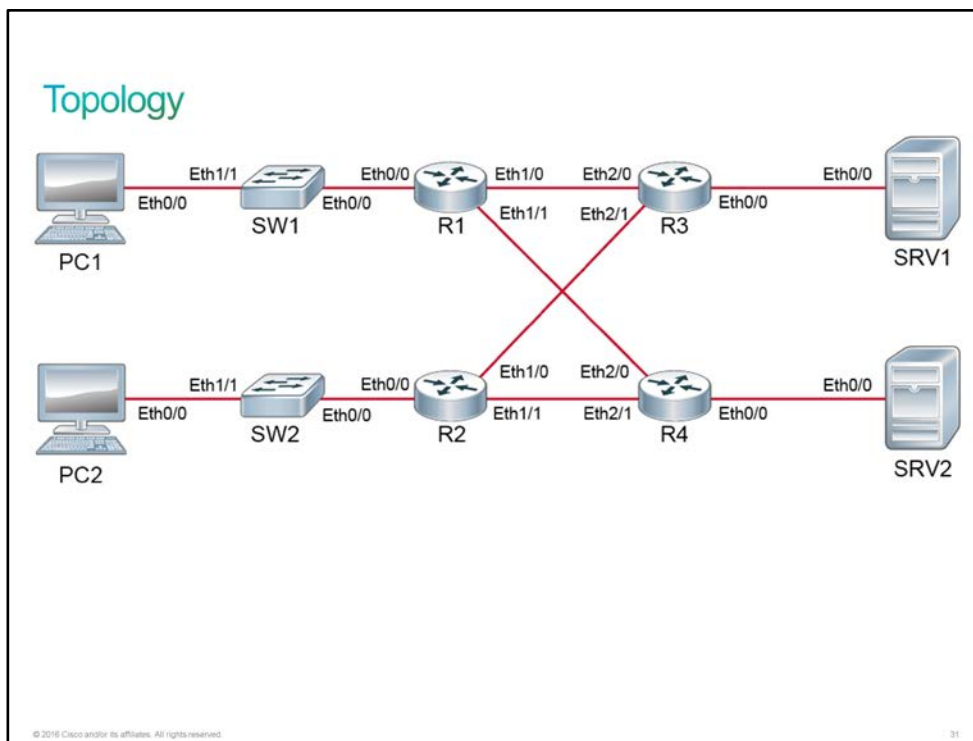 Topology
Eth1/1
Eth0/0
Eth0/0
Eth0/0
Eth1/0
Eth1/1
Eth2/0
Eth2/1
Eth0/0
Eth0/0
PC1
SW1
R1
R3
SRV1
Eth1/1
Eth0/0
Eth0/0
Eth0/0
Eth1/0
Eth1/1
Eth2/0
Eth2/1
Eth0/0
Eth0/0
PC2
SW2
R2
R4
SRV2
© 2016 Cisco and/or its affiliates. All rights reserved.
31